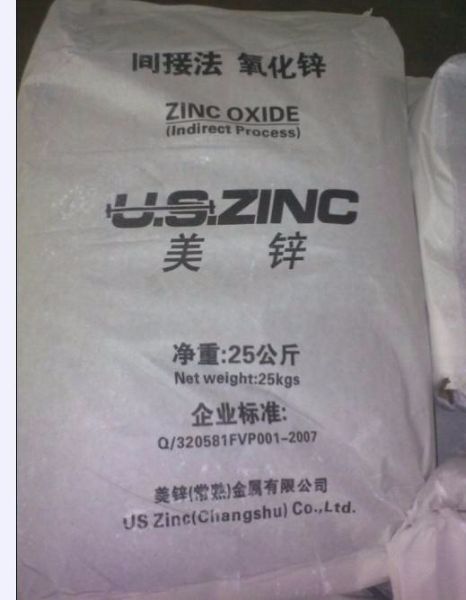 间接法 氧化锌
ZINC OXIDE
(Indirect Process)
U.S.ZINC
美 锌
净重:25公斤
Net weight:25kgs
企业标准:
Q/320581FVP001-2007
美锌(常熟)金属有限公司
US Zinc(Changshu) Co.,Ltd.